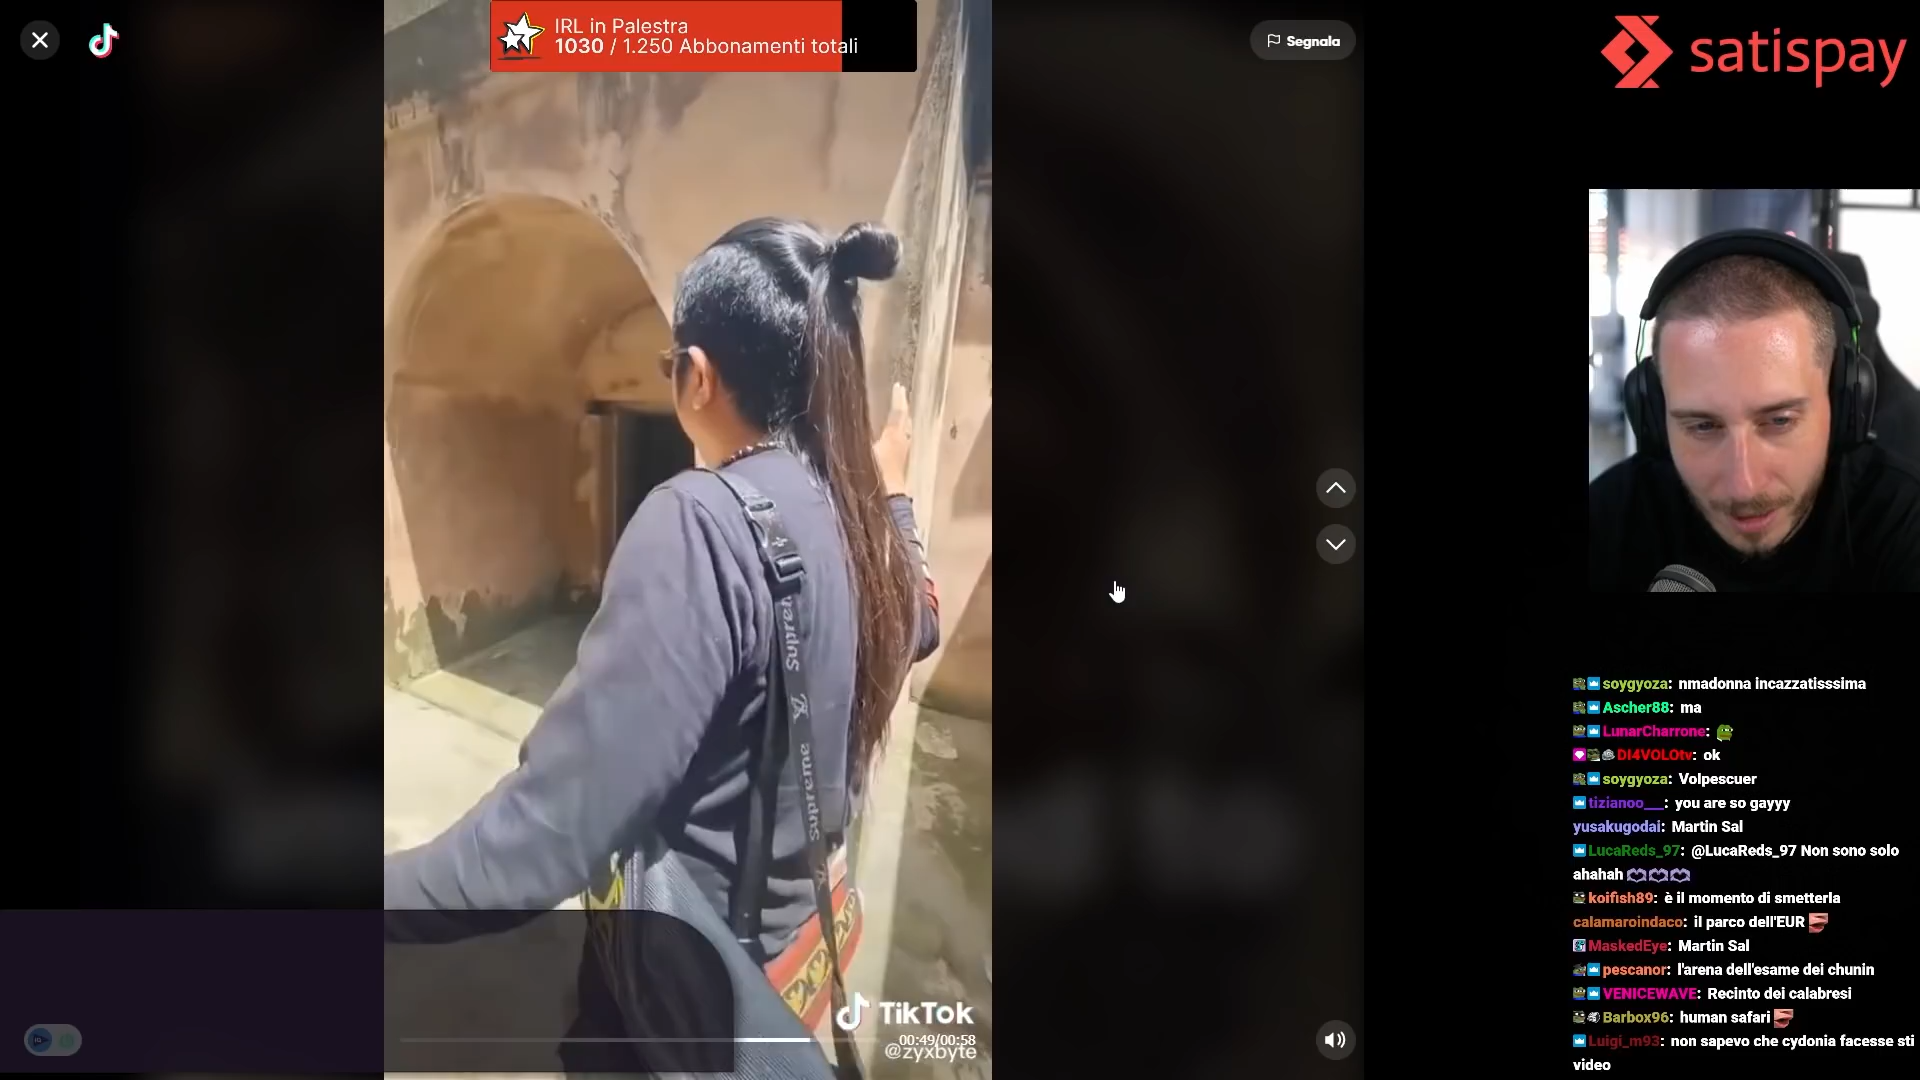 IRL in Palestra
1030 / 1.250 Abbonamenti totali
Segnala
satispay
Supreme
Supreme
TikTok
00:49/00:58
@zyxbyte
soygyoza: nmadonna incazzatisssima
Ascher88: ma
LunarCharrone:
DI4VOLOtv: ok
soygyoza: Volpescuer
tizianoo___: you are so gayyy
yusakugodai: Martin Sal
LucaReds_97: @LucaReds_97 Non sono solo
ahahah
koifish89: è il momento di smetterla
calamaroindaco: il parco dell'EUR
MaskedEye: Martin Sal
pescanor: l'arena dell'esame dei chunin
VENICEWAVE: Recinto dei calabresi
Barbox96: human safari
Luigi_m93: non sapevo che cydonia facesse sti
video